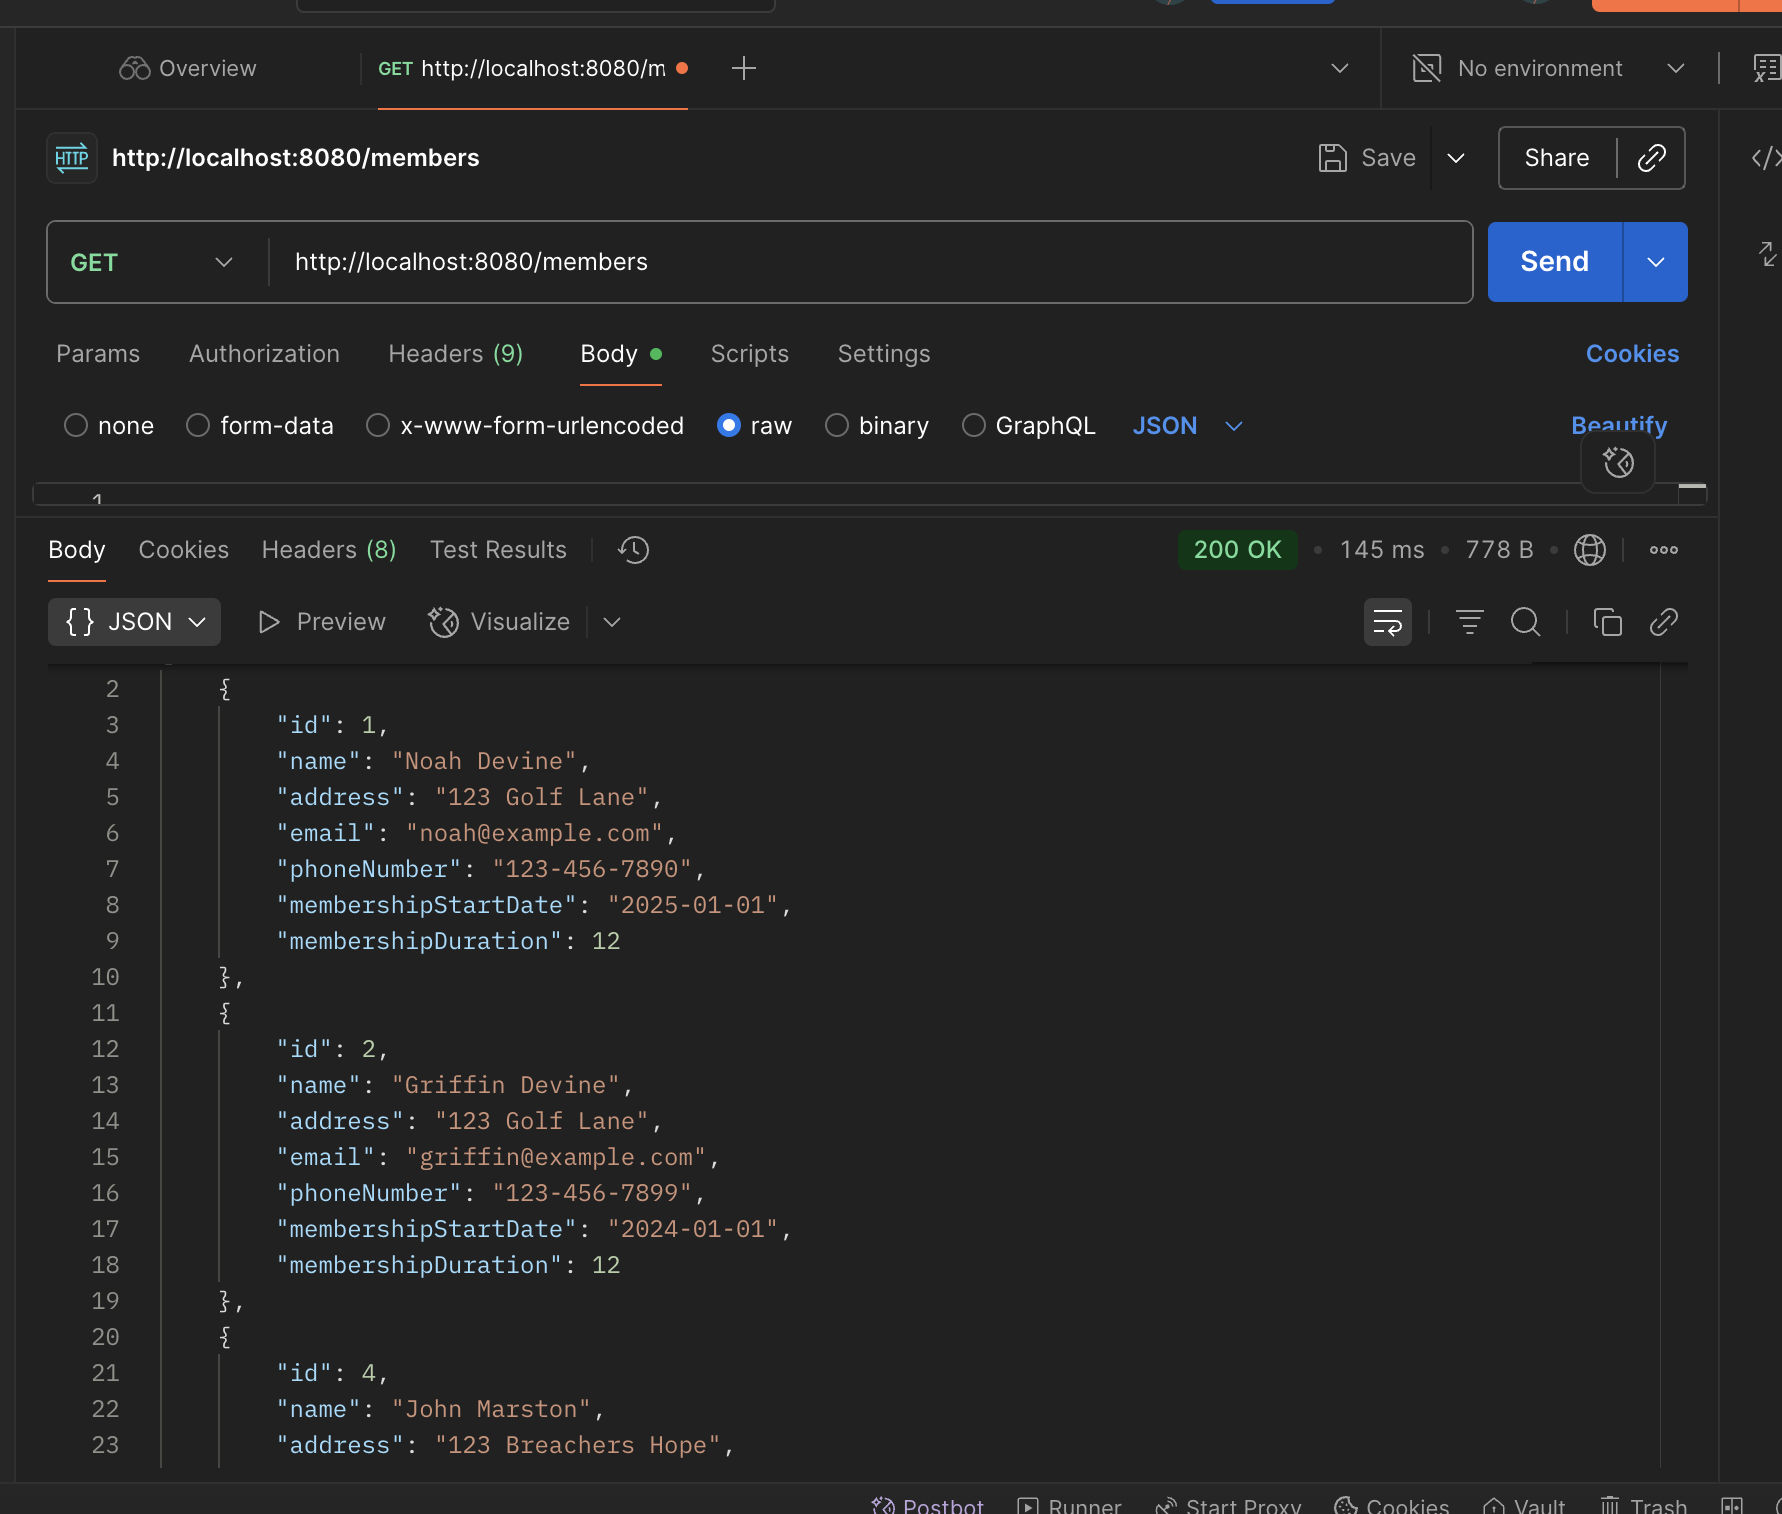 Overview
GET http://localhost:8080/m
No environment
HTTP http://localhost:8080/members
Save
Share
GET
http://localhost:8080/members
Send
Params
Authorization
Headers (9)
Body
Scripts
Settings
Cookies
none
form-data
x-www-form-urlencoded
raw
binary
GraphQL
JSON
Beautify
1
Body
Cookies
Headers (8)
Test Results
200 OK
145 ms
778 B
{} JSON
Preview
Visualize
2 {
3 "id": 1,
4 "name": "Noah Devine",
5 "address": "123 Golf Lane",
6 "email": "noah@example.com",
7 "phoneNumber": "123-456-7890",
8 "membershipStartDate": "2025-01-01",
9 "membershipDuration": 12
10 },
11 {
12 "id": 2,
13 "name": "Griffin Devine",
14 "address": "123 Golf Lane",
15 "email": "griffin@example.com",
16 "phoneNumber": "123-456-7899",
17 "membershipStartDate": "2024-01-01",
18 "membershipDuration": 12
19 },
20 {
21 "id": 4,
22 "name": "John Marston",
23 "address": "123 Breachers Hope",
Postbot
Runner
Start Proxy
Cookies
Vault
Trash